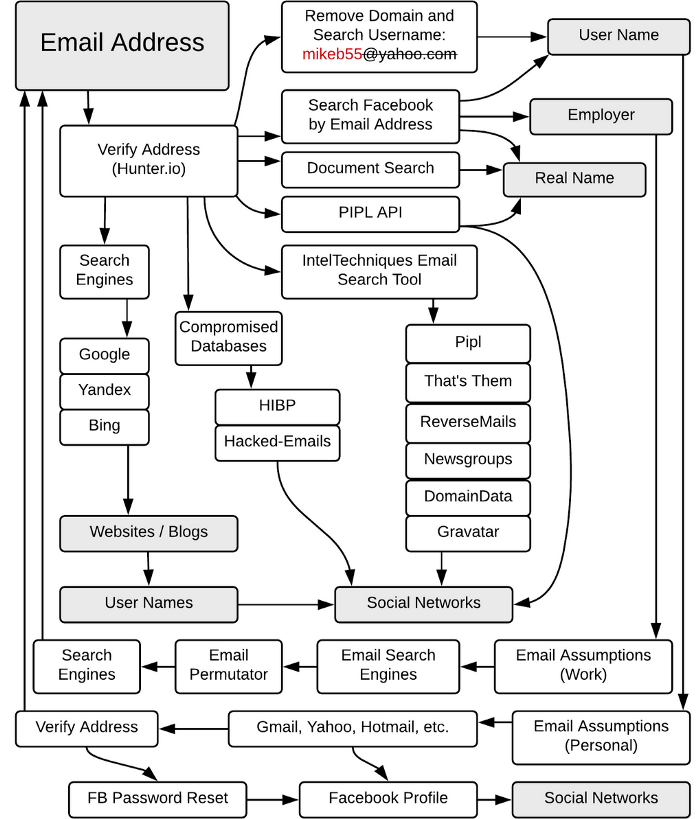 Email Address
Remove Domain and
Search Username:
mikeb55@yahoo.com
User Name
Search Facebook
by Email Address
Employer
Verify Address
(Hunter.io)
Document Search
Real Name
PIPL API
Search
Engines
IntelTechniques Email
Search Tool
Compromised
Databases
Google
Yandex
Bing
HIBP
Hacked-Emails
Pipl
That's Them
ReverseMails
Newsgroups
DomainData
Gravatar
Websites / Blogs
User Names
Social Networks
Search
Engines
Email
Permutator
Email Search
Engines
Email Assumptions
(Work)
Verify Address
Gmail, Yahoo, Hotmail, etc.
Email Assumptions
(Personal)
FB Password Reset
Facebook Profile
Social Networks